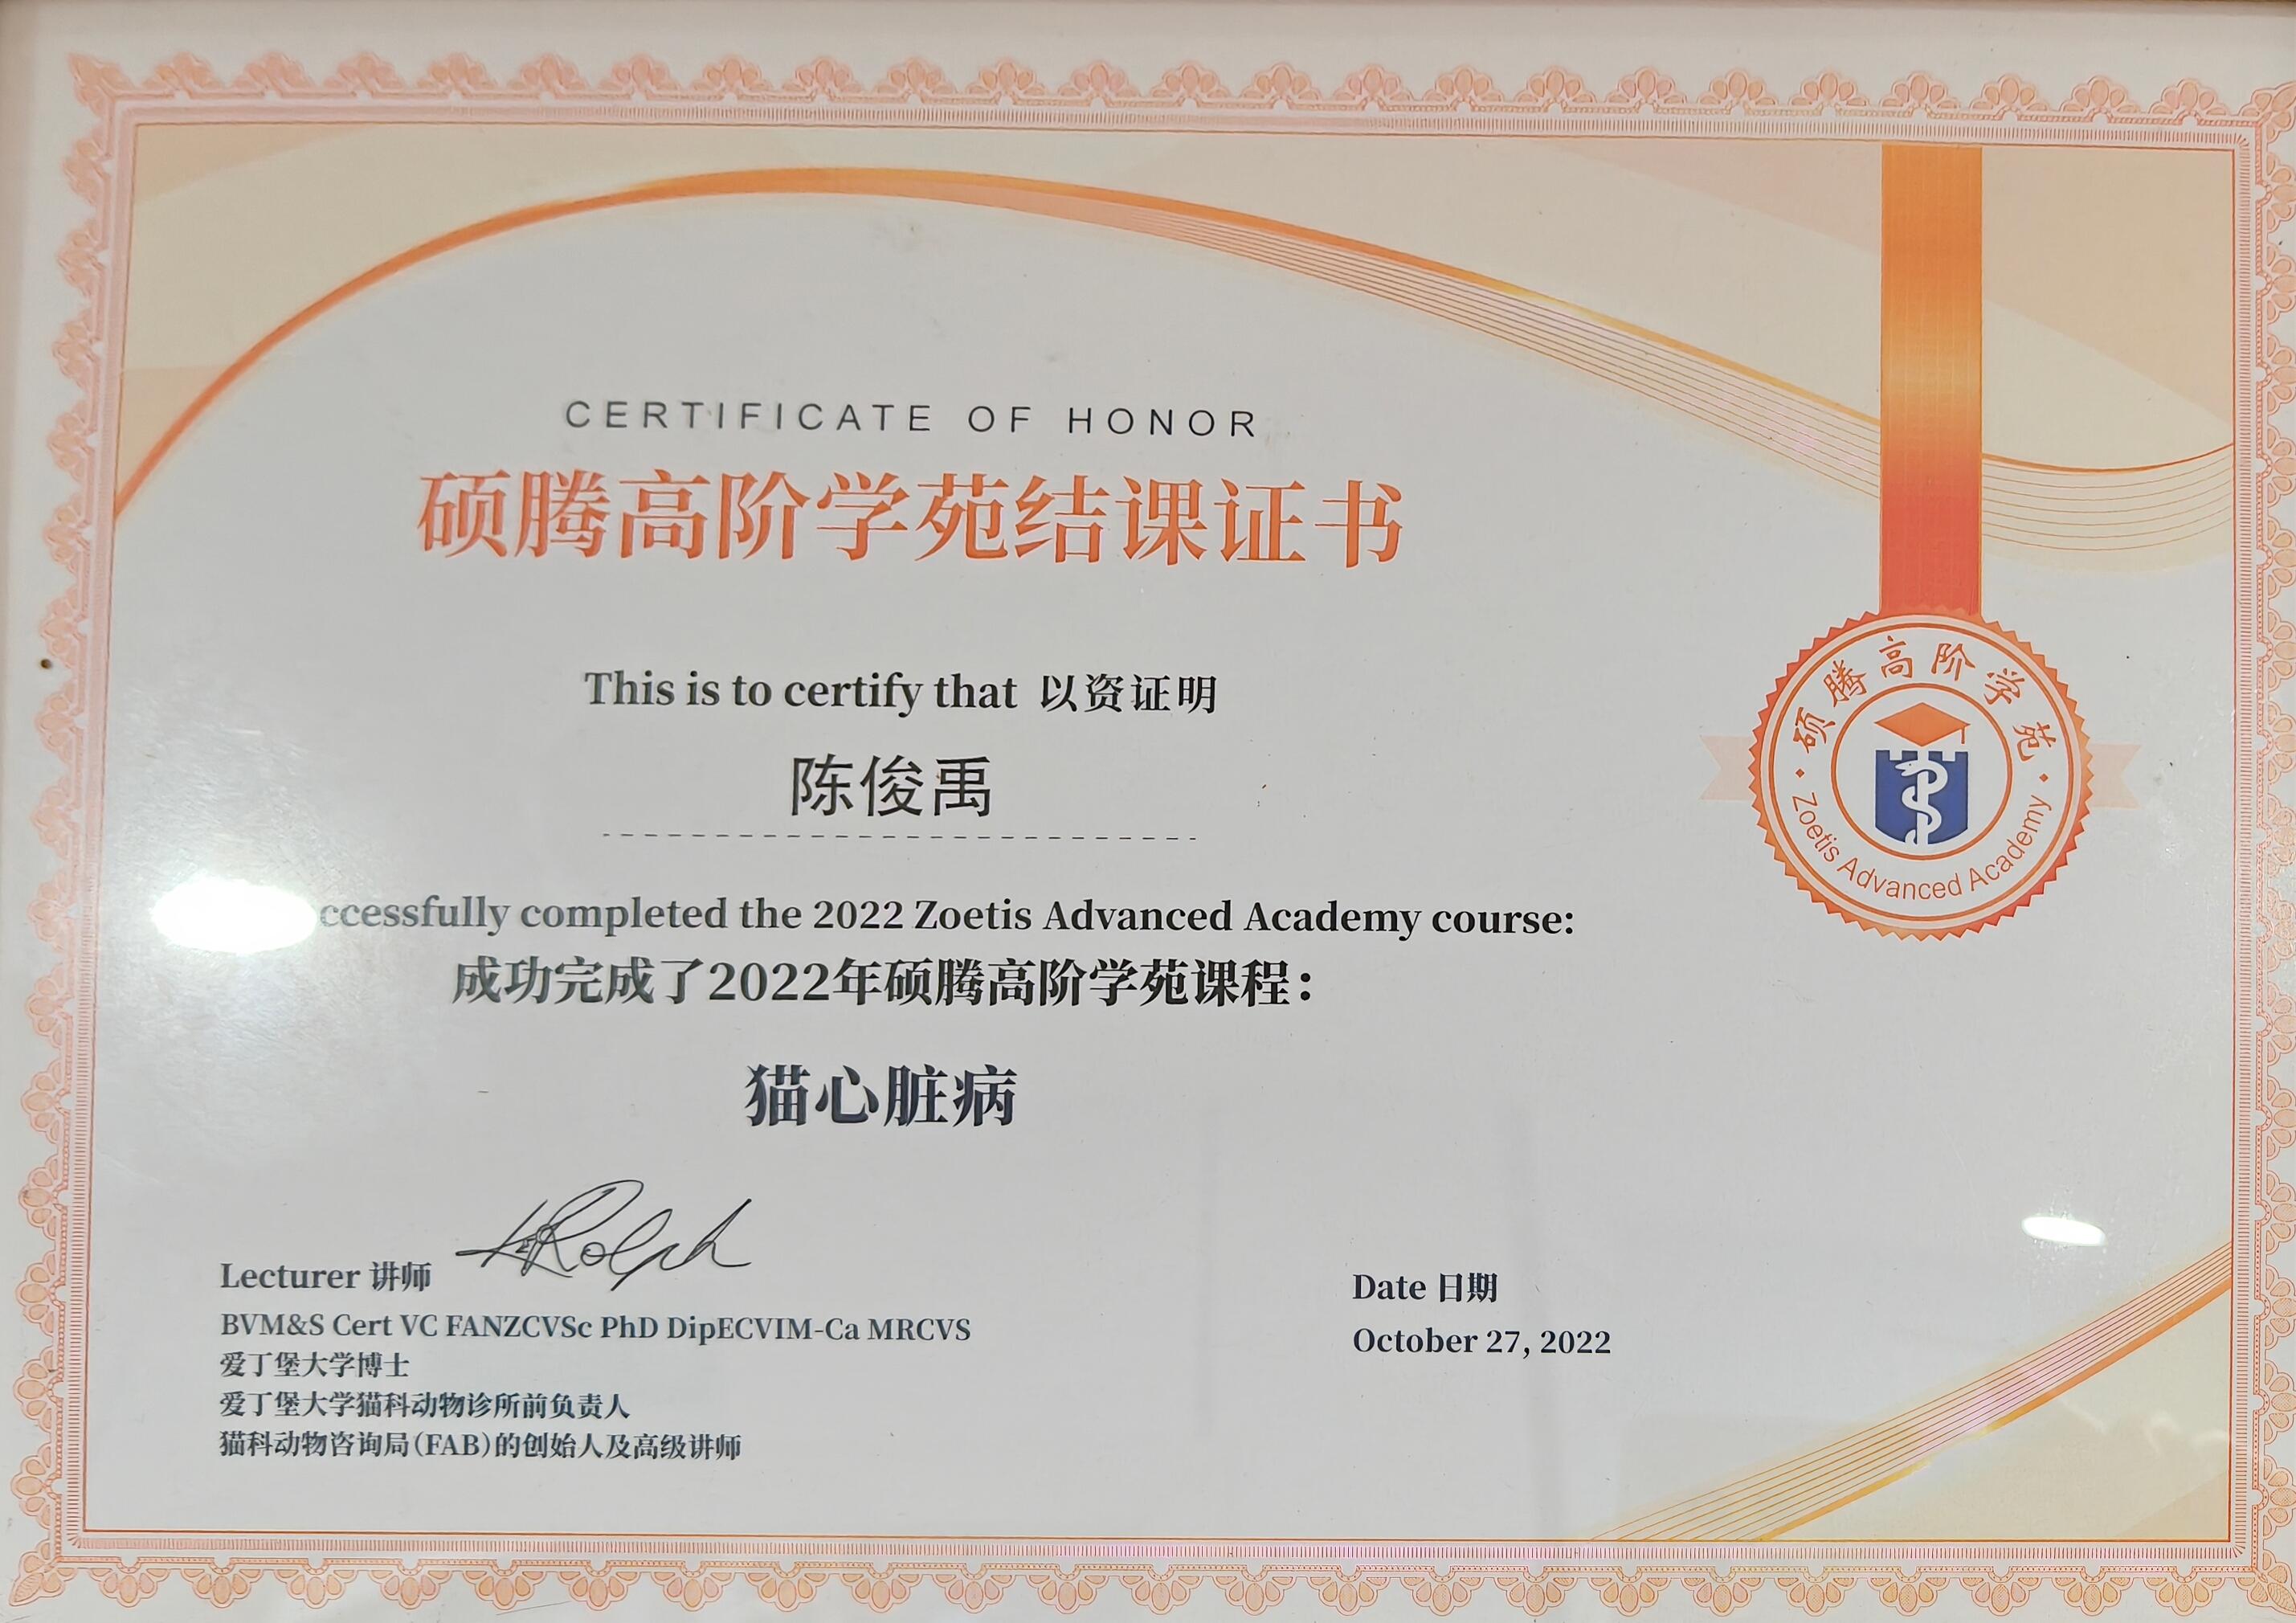 CERTIFICATE OF HONOR
硕腾高阶学苑结课证书
This is to certify that 以资证明
陈俊禹
completed the 2022 Zoetis Advanced Academy course:
成功完成了2022年硕腾高阶学苑课程：
猫心脏病
Lecturer 讲师
BVM&S Cert VC FANZCVSc PhD DipECVIM-Ca MRCVS
爱丁堡大学博士
爱丁堡大学猫科动物诊所前负责人
猫科动物咨询局(FAB)的创始人及高级讲师
Date 日期
October 27, 2022
·硕腾高阶学苑·
Zoetis Advanced Academy